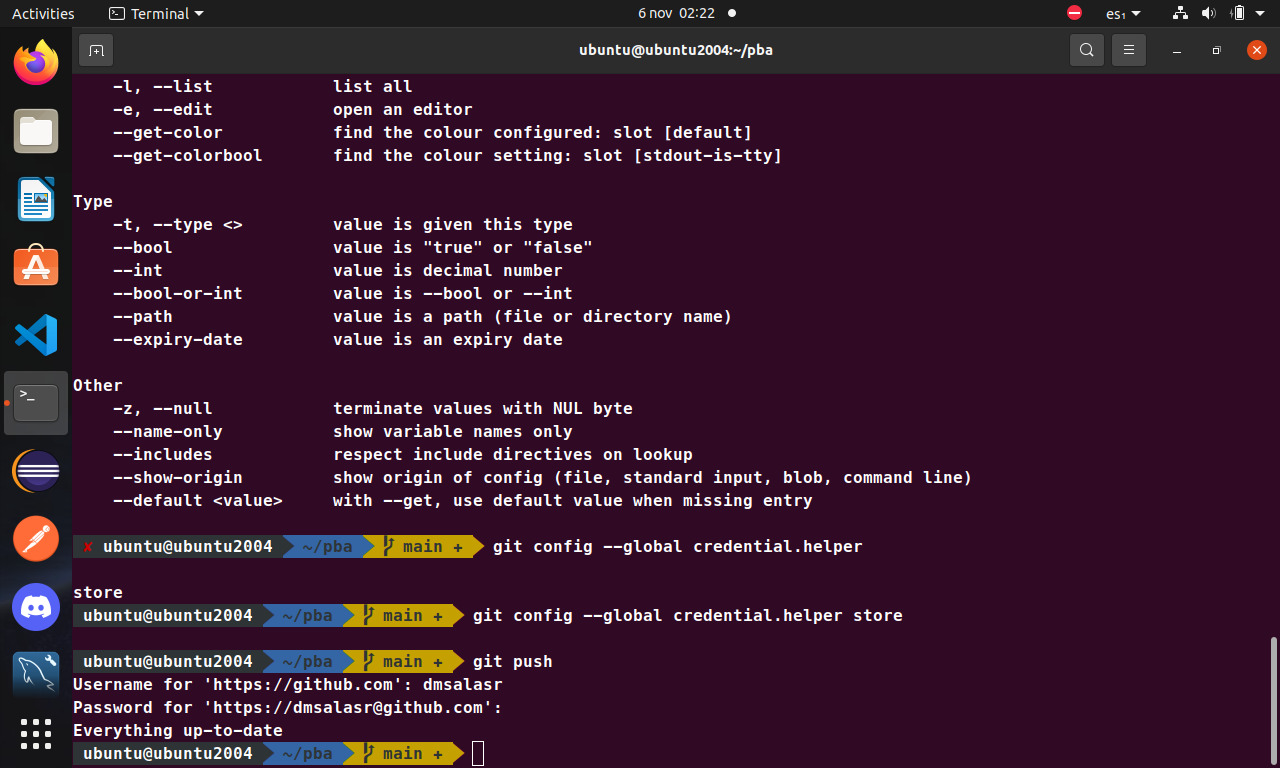 Activities Terminal 6 nov 02:22 es₁
ubuntu@ubuntu2004:~/pba
-l, --list list all
-e, --edit open an editor
--get-color find the colour configured: slot [default]
--get-colorbool find the colour setting: slot [stdout-is-tty]
Type
-t, --type <> value is given this type
--bool value is "true" or "false"
--int value is decimal number
--bool-or-int value is --bool or --int
--path value is a path (file or directory name)
--expiry-date value is an expiry date
Other
-z, --null terminate values with NUL byte
--name-only show variable names only
--includes respect include directives on lookup
--show-origin show origin of config (file, standard input, blob, command line)
--default <value> with --get, use default value when missing entry
✘ ubuntu@ubuntu2004 ~/pba main + git config --global credential.helper
store
ubuntu@ubuntu2004 ~/pba main + git config --global credential.helper store
ubuntu@ubuntu2004 ~/pba main + git push
Username for 'https://github.com': dmsalasr
Password for 'https://dmsalasr@github.com':
Everything up-to-date
ubuntu@ubuntu2004 ~/pba main +